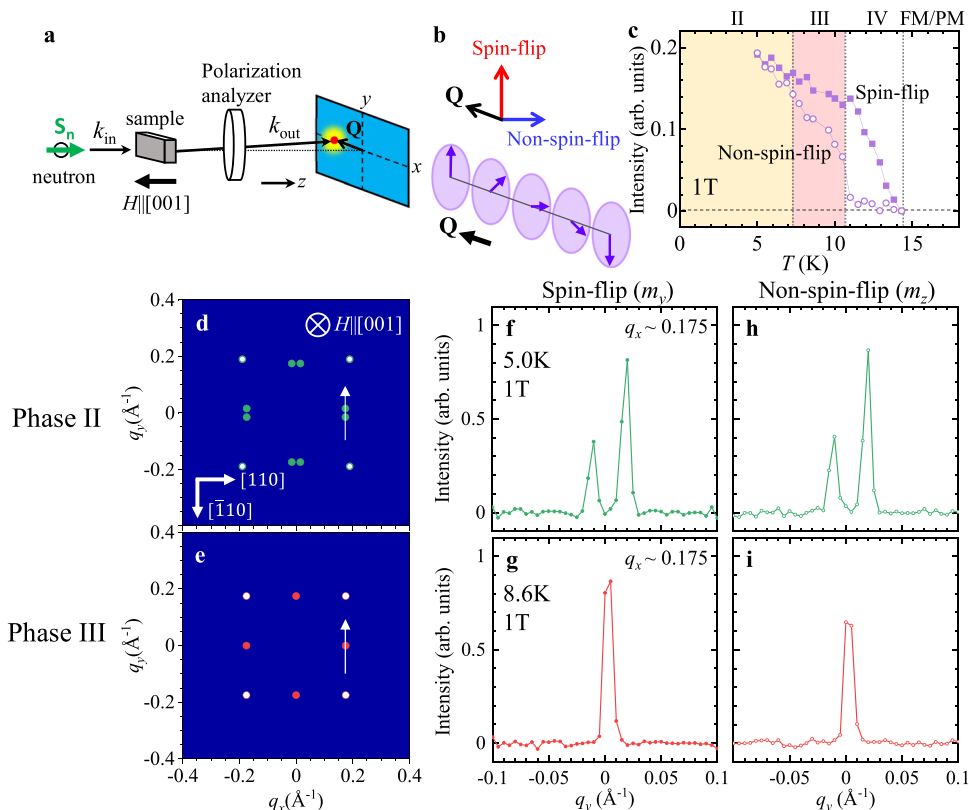 a
Polarization
analyzer
sample
S_n
k_in
k_out
Q
y
x
z
neutron
H||[001]
b
Spin-flip
Q
Non-spin-flip
Q
c
II III IV FM/PM
Intensity (arb. units)
0.2
0.1
0
Spin-flip
Non-spin-flip
1T
0 5 10 15 18
T (K)
Phase II
d
H||[001]
q_y(Å⁻¹)
0.4
0.2
0
-0.2
-0.4
[110]
[1̅10]
Phase III
e
q_y(Å⁻¹)
0.2
0
-0.2
-0.4
-0.4 -0.2 0 0.2 0.4
q_x(Å⁻¹)
Spin-flip (m_y)
f
q_x ~ 0.175
5.0K
1T
Intensity (arb. units)
1
0.5
0
Non-spin-flip (m_z)
h
g
q_x ~ 0.175
8.6K
1T
Intensity (arb. units)
1
0.5
0
-0.1 -0.05 0 0.05 0.1
q_y (Å⁻¹)
i
-0.05 0 0.05 0.1
q_y (Å⁻¹)